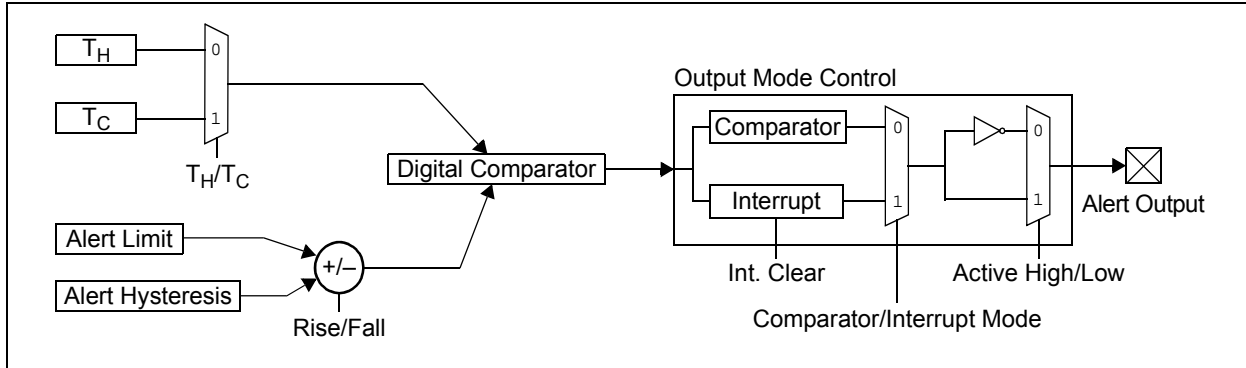 T_H
0
T_C
1
T_H/T_C
Alert Limit
Alert Hysteresis
+/–
Rise/Fall
Digital Comparator
Output Mode Control
Comparator
0
Interrupt
1
0
1
Alert Output
Int. Clear
Active High/Low
Comparator/Interrupt Mode